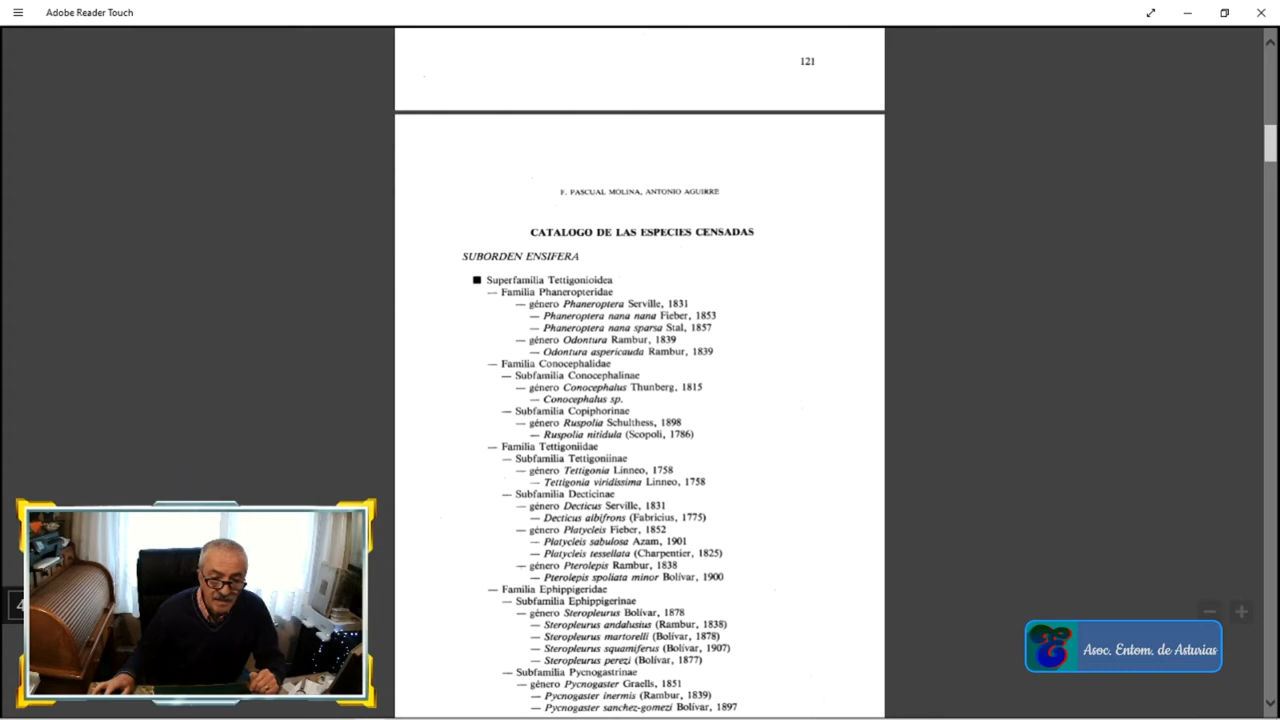 Adobe Reader Touch
121
F. PASCUAL MOLINA, ANTONIO AGUIRRE
CATALOGO DE LAS ESPECIES CENSADAS
SUBORDEN ENSIFERA
■ Superfamilia Tettigonioidea
— Familia Phaneropteridae
— género Phaneroptera Serville, 1831
— Phaneroptera nana nana Fieber, 1853
— Phaneroptera nana sparsa Stal, 1857
— género Odontura Rambur, 1839
— Odontura aspericauda Rambur, 1839
— Familia Conocephalidae
— Subfamilia Conocephalinae
— género Conocephalus Thunberg, 1815
— Conocephalus sp.
— Subfamilia Copiphorinae
— género Ruspolia Schulthess, 1898
— Ruspolia nitidula (Scopoli, 1786)
— Familia Tettigoniidae
— Subfamilia Tettigoniinae
— género Tettigonia Linneo, 1758
— Tettigonia viridissima Linneo, 1758
— Subfamilia Decticinae
— género Decticus Serville, 1831
— Decticus albifrons (Fabricius, 1775)
— género Platycleis Fieber, 1852
— Platycleis sabulosa Azam, 1901
— Platycleis tessellata (Charpentier, 1825)
— género Pterolepis Rambur, 1838
— Pterolepis spoliata minor Bolívar, 1900
— Familia Ephippigeridae
— Subfamilia Ephippigerinae
— género Steropleurus Bolívar, 1878
— Steropleurus andalusius (Rambur, 1838)
— Steropleurus martorelli (Bolívar, 1878)
— Steropleurus squamiferus (Bolívar, 1907)
— Steropleurus perezi (Bolívar, 1877)
— Subfamilia Pycnogastrinae
— género Pycnogaster Graells, 1851
— Pycnogaster inermis (Rambur, 1839)
— Pycnogaster sanchez-gomezi Bolívar, 1897
4
Asoc. Entom. de Asturias